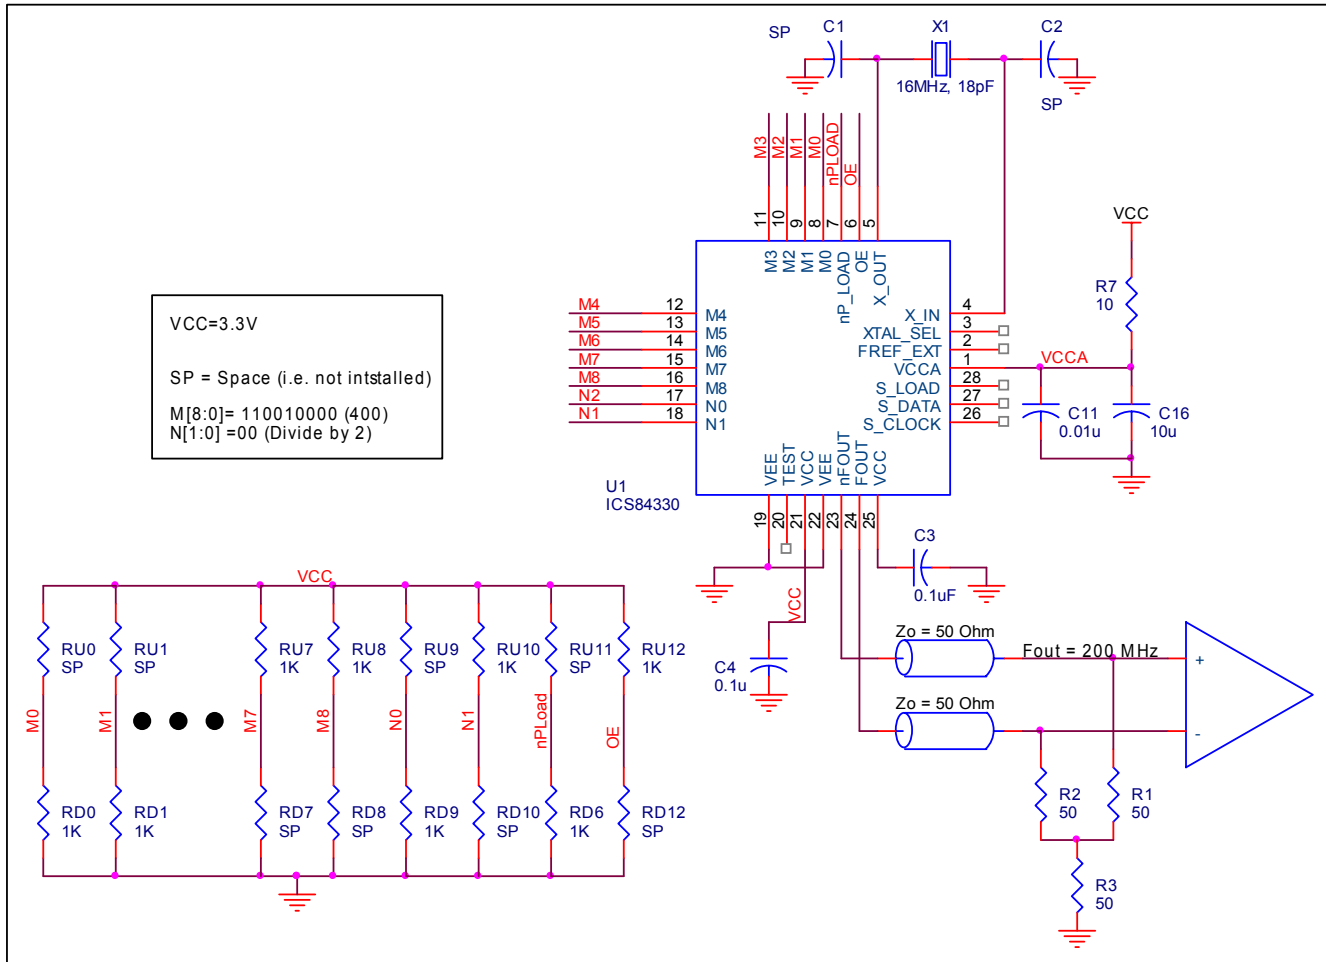 SP
C1
X1
C2
16MHz, 18pF
SP
M3
M2
M1
M0
nPLOAD
OE
11
10
9
8
7
6
5
M3
M2
M1
M0
nP_LOAD
OE
X_OUT
VCC
R7
10
VCC=3.3V
SP = Space (i.e. not intstalled)
M[8:0]= 110010000 (400)
N[1:0] =00 (Divide by 2)
M4 12 M4
M5 13 M5
M6 14 M6
M7 15 M7
M8 16 M8
N2 17 N0
N1 18 N1
X_IN 4
XTAL_SEL 3
FREF_EXT 2
VCCA 1 VCCA
S_LOAD 28
S_DATA 27
S_CLOCK 26
C11
0.01u
C16
10u
VEE
TEST
VCC
VEE
nFOUT
FOUT
VCC
U1
ICS84330
19
20
21
22
23
24
25
VCC
C3
0.1uF
C4
0.1u
Zo = 50 Ohm
Fout = 200 MHz
+
Zo = 50 Ohm
-
R2
50
R1
50
R3
50
VCC
RU0
SP
RU1
SP
RU7
1K
RU8
1K
RU9
SP
RU10
1K
RU11
SP
RU12
1K
M0
M1
M7
M8
N0
N1
nPLoad
OE
RD0
1K
RD1
1K
RD7
SP
RD8
SP
RD9
1K
RD10
SP
RD6
1K
RD12
SP